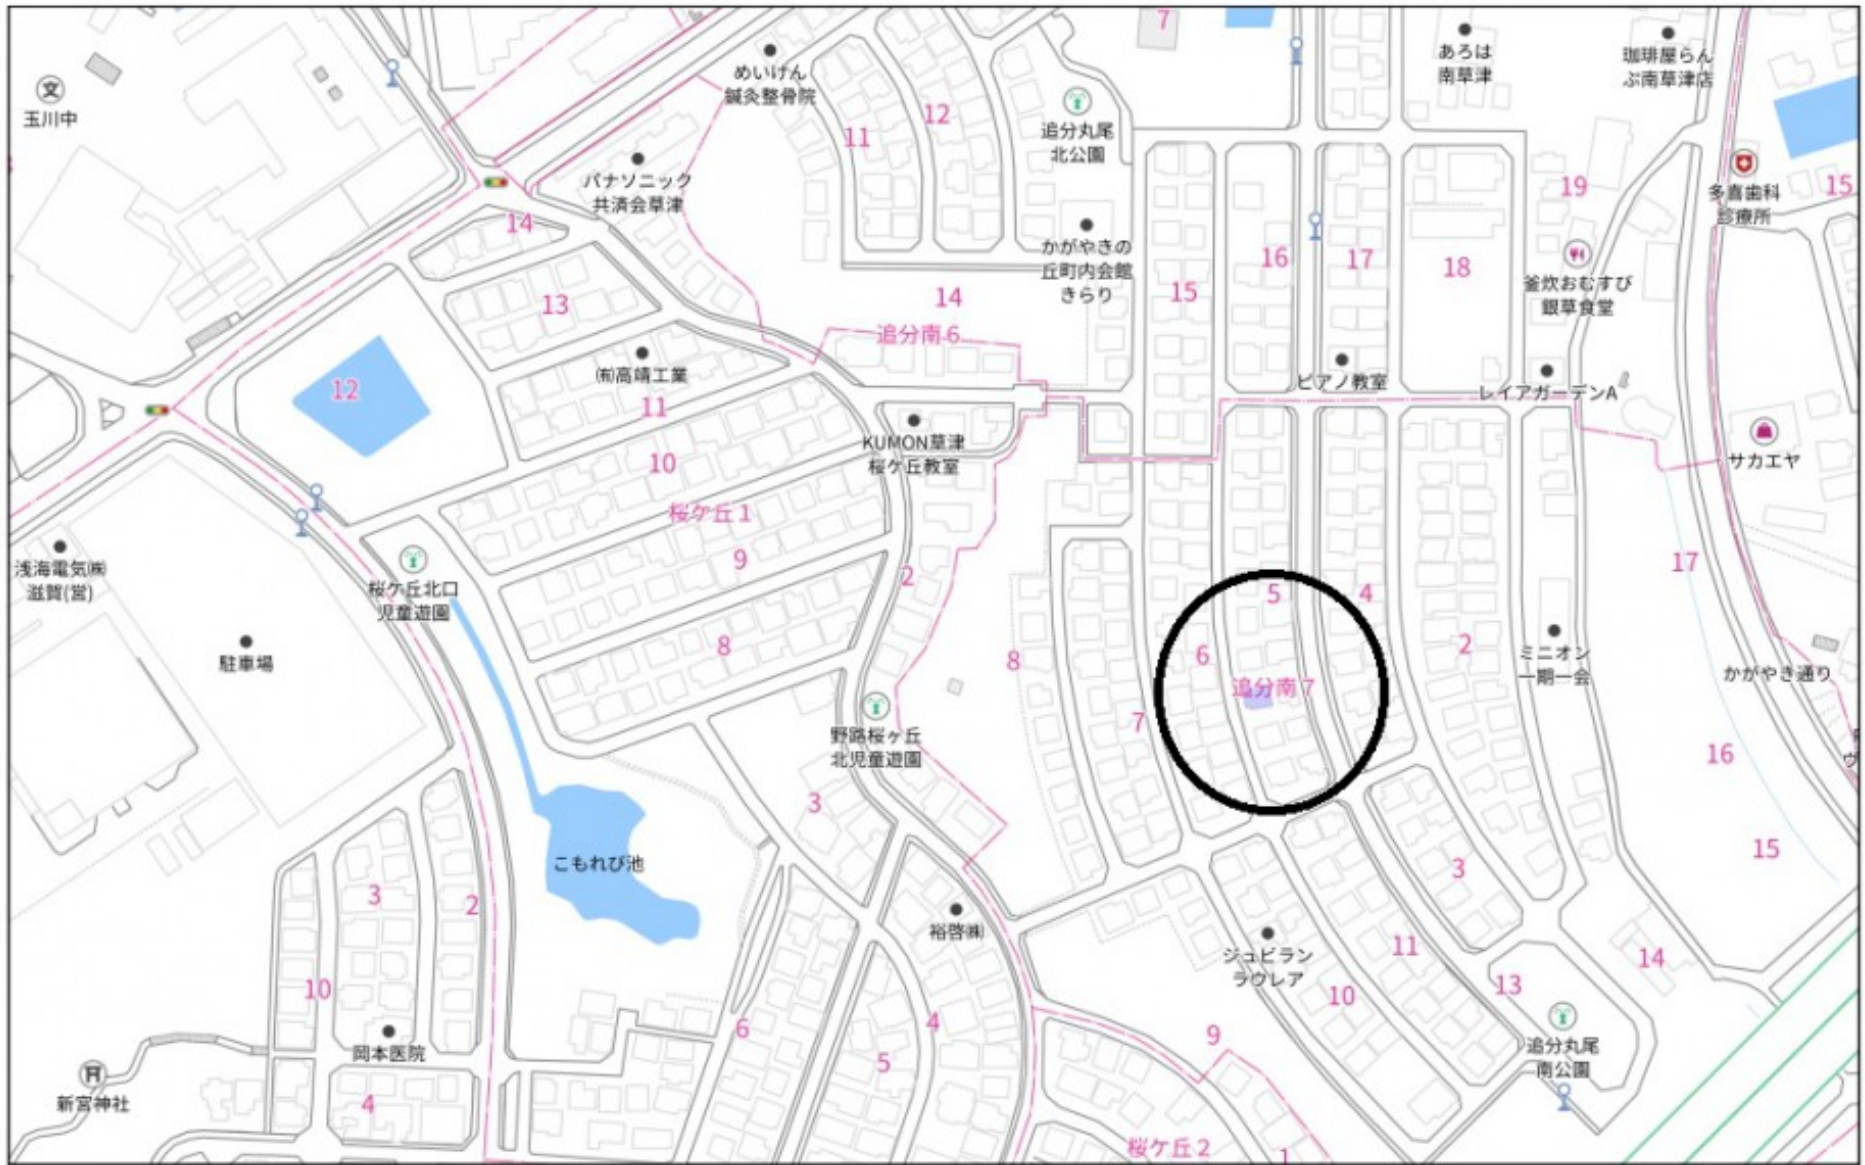 7
めいけん
鍼灸整骨院
あろは
南草津
珈琲屋らん
ぶ南草津店
玉川中
11
12
追分丸尾
北公園
パナソニック
共済会草津
19
多喜歯科
診療所
15
14
かがやきの
丘町内会館
きらり
16
17
18
釜炊おむすび
銀草食堂
13
14
15
追分南6
㈲高靖工業
ピアノ教室
レイアガーデンA
12
11
KUMON草津
桜ケ丘教室
サカエヤ
10
桜ケ丘1
9
浅海電気㈱
滋賀(営)
桜ケ丘北口
児童遊園
2
17
5
4
8
駐車場
8
6
2
ミニオン
一期一会
かがやき通り
追分南7
7
野路桜ヶ丘
北児童遊園
16
3
こもれび池
15
3
3
2
裕啓㈱
ジュビラン
ラウレア
11
14
10
10
13
6
4
9
5
岡本医院
追分丸尾
南公園
新宮神社
4
桜ケ丘2
1